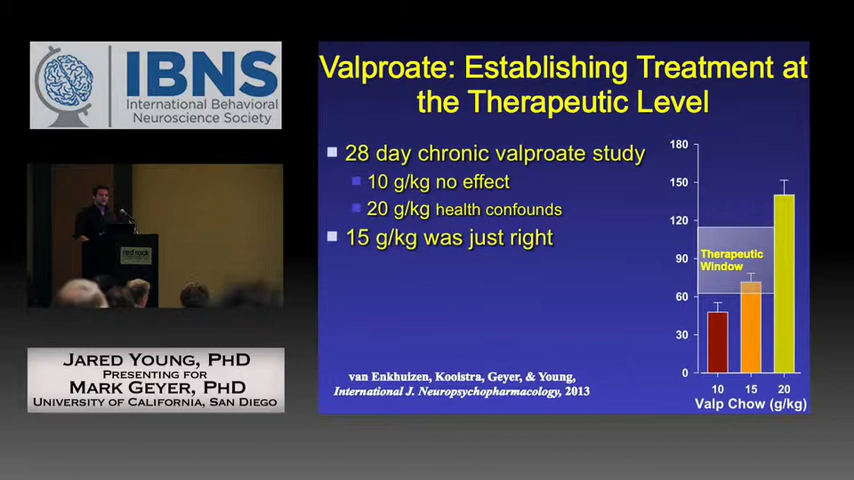 IBNS
International Behavioral
Neuroscience Society
Valproate: Establishing Treatment at
the Therapeutic Level
28 day chronic valproate study
10 g/kg no effect
20 g/kg health confounds
15 g/kg was just right
180
150
120
90
60
30
0
Therapeutic
Window
10 15 20
Valp Chow (g/kg)
van Enkhuizen, Kooistra, Geyer, & Young,
International J. Neuropsychopharmacology, 2013
red rock
JARED YOUNG, PHD
PRESENTING FOR
MARK GEYER, PHD
UNIVERSITY OF CALIFORNIA, SAN DIEGO